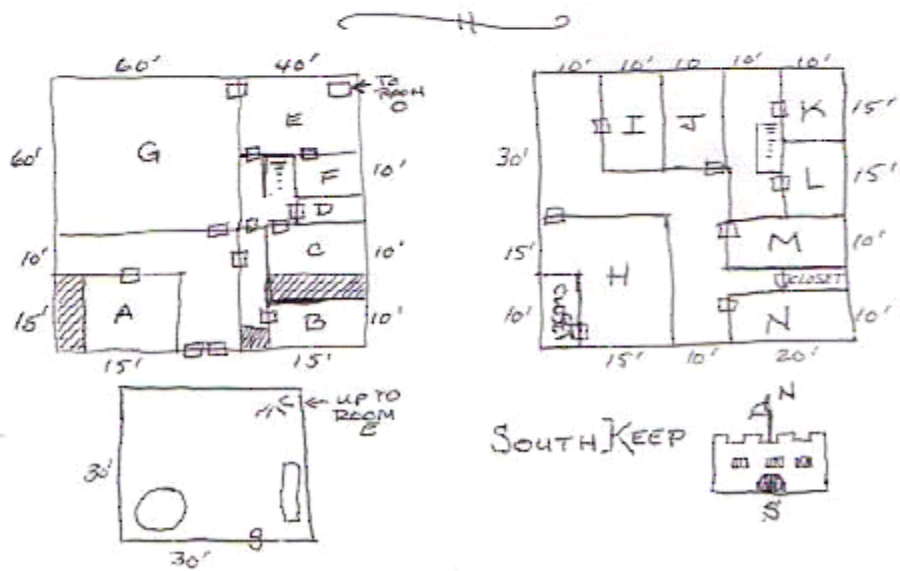 60' 40'
TO
ROOM
O
E
G
60'
10'
F
D
C
10'
10'
A
B
15'
10'
15' 15'
UP TO
ROOM
E
30'
S
30'
10' 10' 10' 10' 10'
I J K 15'
30'
L 15'
M 10'
15'
H
CLOSET
CLOSET
10'
N 10'
15' 10' 20'
SOUTH KEEP
N
S